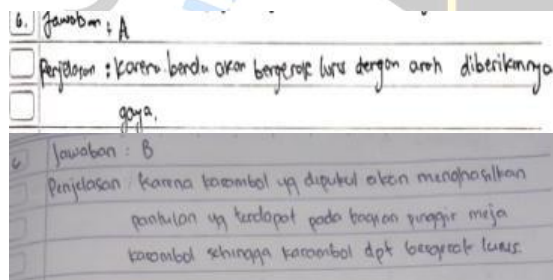 6. Jawaban : A
Penjelasan : Karena benda akan bergerak lurus dengan arah diberikannya
gaya.
6 Jawaban : B
Penjelasan : Karena karambol yg dipukul akan menghasilkan
pantulan yg terdapat pada bagian pinggir meja
karambol sehingga karambol dpt bergerak lurus.